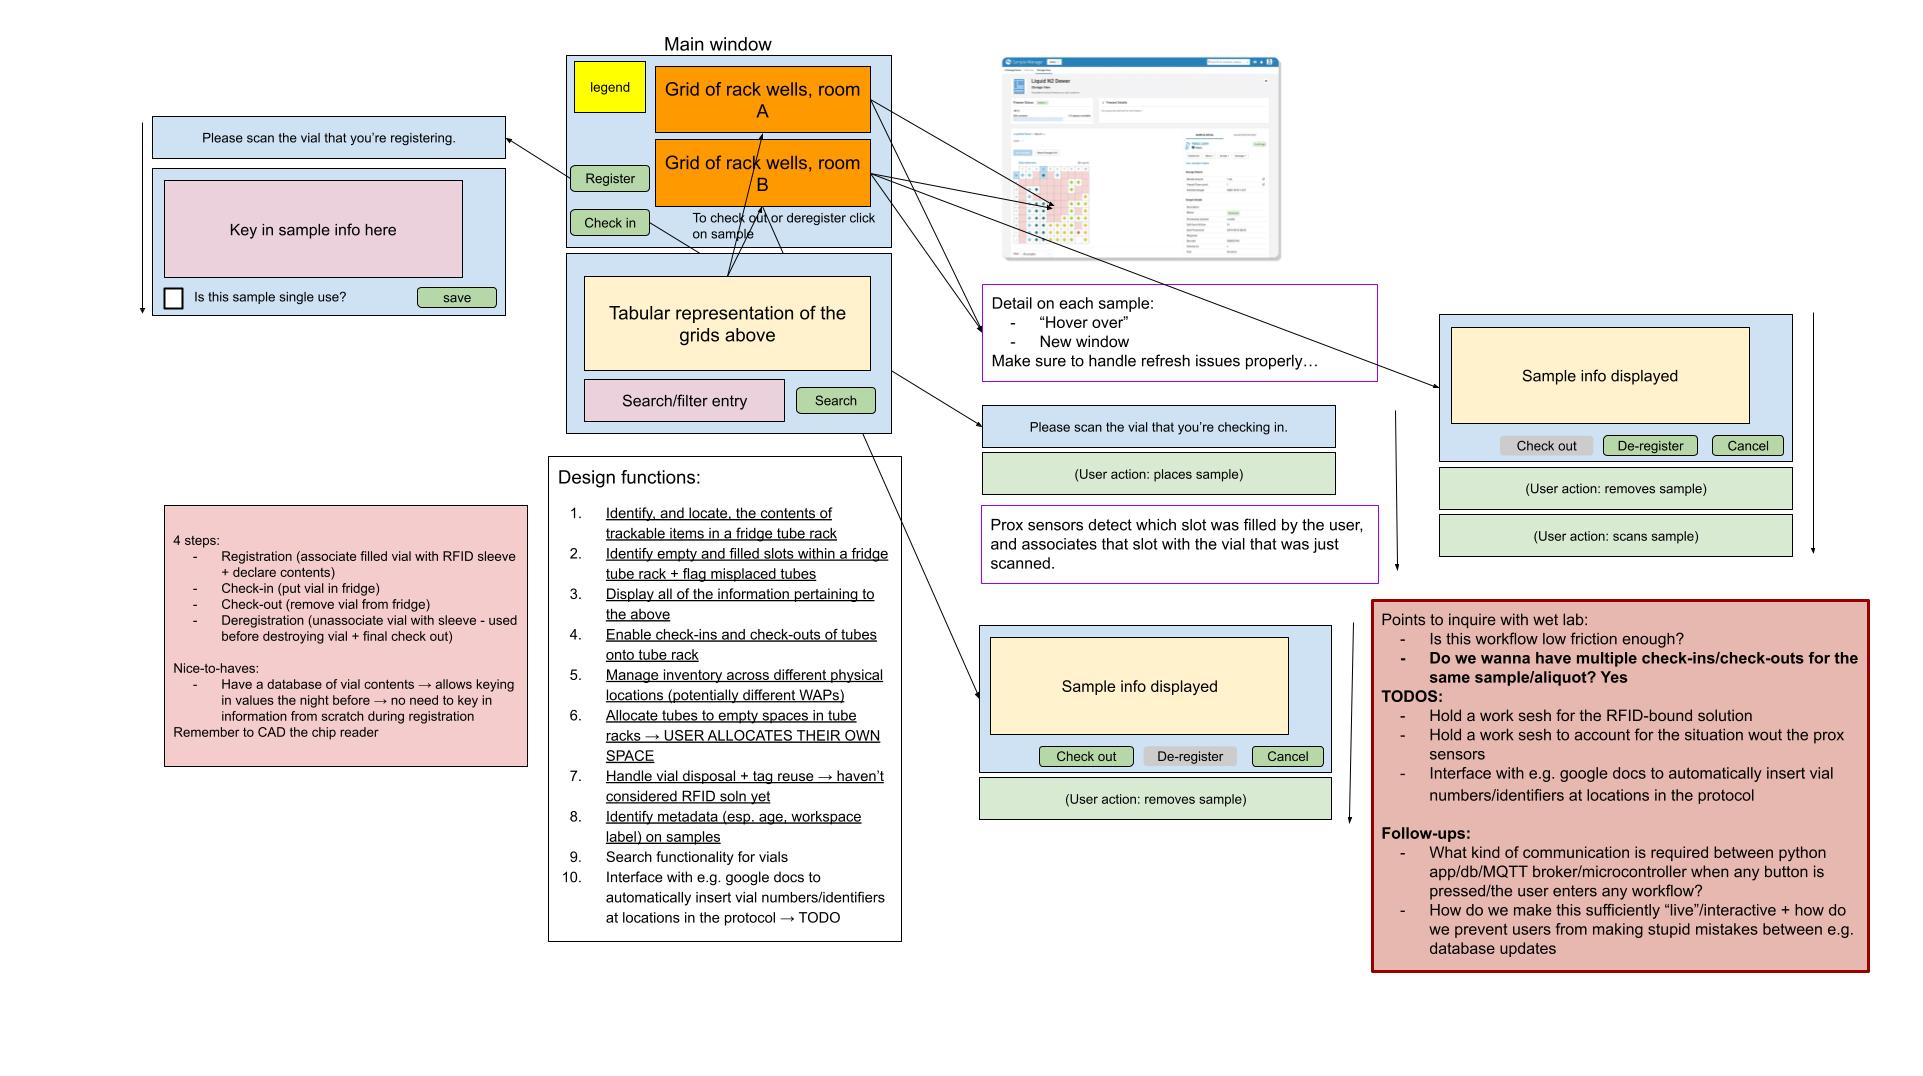 Main window
legend
Grid of rack wells, room
A
Grid of rack wells, room
B
Register
Check in
To check out or deregister click
on sample
Tabular representation of the
grids above
Search/filter entry
Search
Please scan the vial that you're registering.
Key in sample info here
Is this sample single use?
save
Liquid N2 Dewer
Detail on each sample:
- “Hover over”
- New window
Make sure to handle refresh issues properly…
Please scan the vial that you're checking in.
(User action: places sample)
Prox sensors detect which slot was filled by the user,
and associates that slot with the vial that was just
scanned.
Sample info displayed
Check out
De-register
Cancel
(User action: removes sample)
(User action: scans sample)
Sample info displayed
Check out
De-register
Cancel
(User action: removes sample)
4 steps:
- Registration (associate filled vial with RFID sleeve
+ declare contents)
- Check-in (put vial in fridge)
- Check-out (remove vial from fridge)
- Deregistration (unassociate vial with sleeve - used
before destroying vial + final check out)
Nice-to-haves:
- Have a database of vial contents → allows keying
in values the night before → no need to key in
information from scratch during registration
Remember to CAD the chip reader
Design functions:
1. Identify, and locate, the contents of
trackable items in a fridge tube rack
2. Identify empty and filled slots within a fridge
tube rack + flag misplaced tubes
3. Display all of the information pertaining to
the above
4. Enable check-ins and check-outs of tubes
onto tube rack
5. Manage inventory across different physical
locations (potentially different WAPs)
6. Allocate tubes to empty spaces in tube
racks → USER ALLOCATES THEIR OWN
SPACE
7. Handle vial disposal + tag reuse → haven't
considered RFID soln yet
8. Identify metadata (esp. age, workspace
label) on samples
9. Search functionality for vials
10. Interface with e.g. google docs to
automatically insert vial numbers/identifiers
at locations in the protocol → TODO
Points to inquire with wet lab:
- Is this workflow low friction enough?
- Do we wanna have multiple check-ins/check-outs for the
same sample/aliquot? Yes
TODOS:
- Hold a work sesh for the RFID-bound solution
- Hold a work sesh to account for the situation wout the prox
sensors
- Interface with e.g. google docs to automatically insert vial
numbers/identifiers at locations in the protocol
Follow-ups:
- What kind of communication is required between python
app/db/MQTT broker/microcontroller when any button is
pressed/the user enters any workflow?
- How do we make this sufficiently “live”/interactive + how do
we prevent users from making stupid mistakes between e.g.
database updates